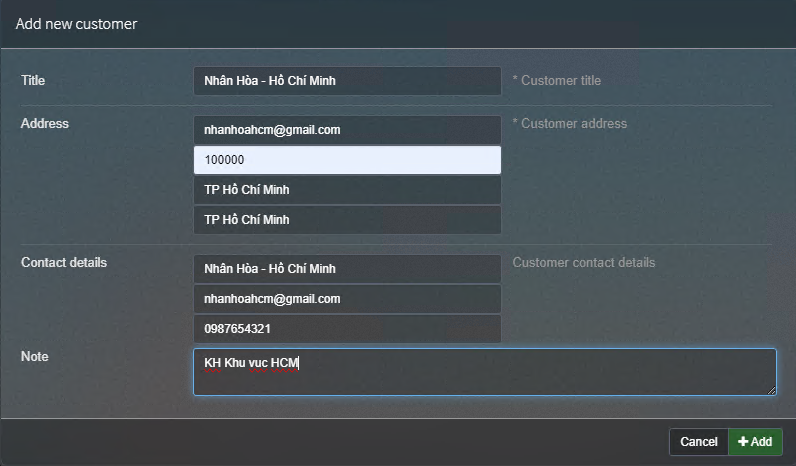 Add new customer
Title
Nhân Hòa - Hồ Chí Minh
* Customer title
Address
nhanhoahcm@gmail.com
* Customer address
100000
TP Hồ Chí Minh
TP Hồ Chí Minh
Contact details
Nhân Hòa - Hồ Chí Minh
Customer contact details
nhanhoahcm@gmail.com
0987654321
Note
KH Khu vuc HCM
Cancel
+ Add